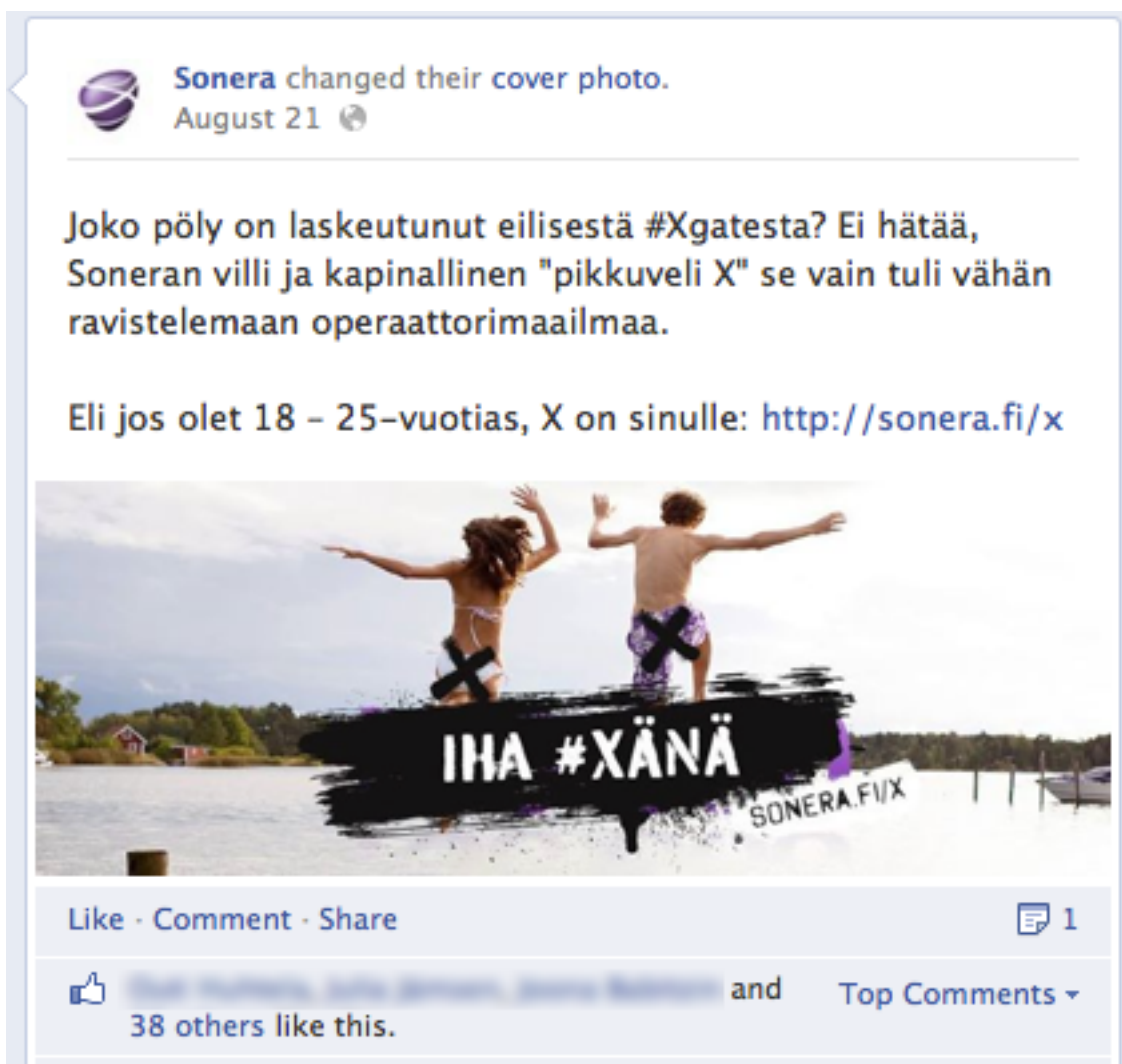 Sonera changed their cover photo.
August 21
Joko pöly on laskeutunut eilisestä #Xgatesta? Ei hätää,
Soneran villi ja kapinallinen "pikkuveli X" se vain tuli vähän
ravistelemaan operaattorimaailmaa.
Eli jos olet 18 – 25-vuotias, X on sinulle: http://sonera.fi/x
IHA #XÄNÄ
SONERA.FI/X
Like · Comment · Share 1
and Top Comments
38 others like this.